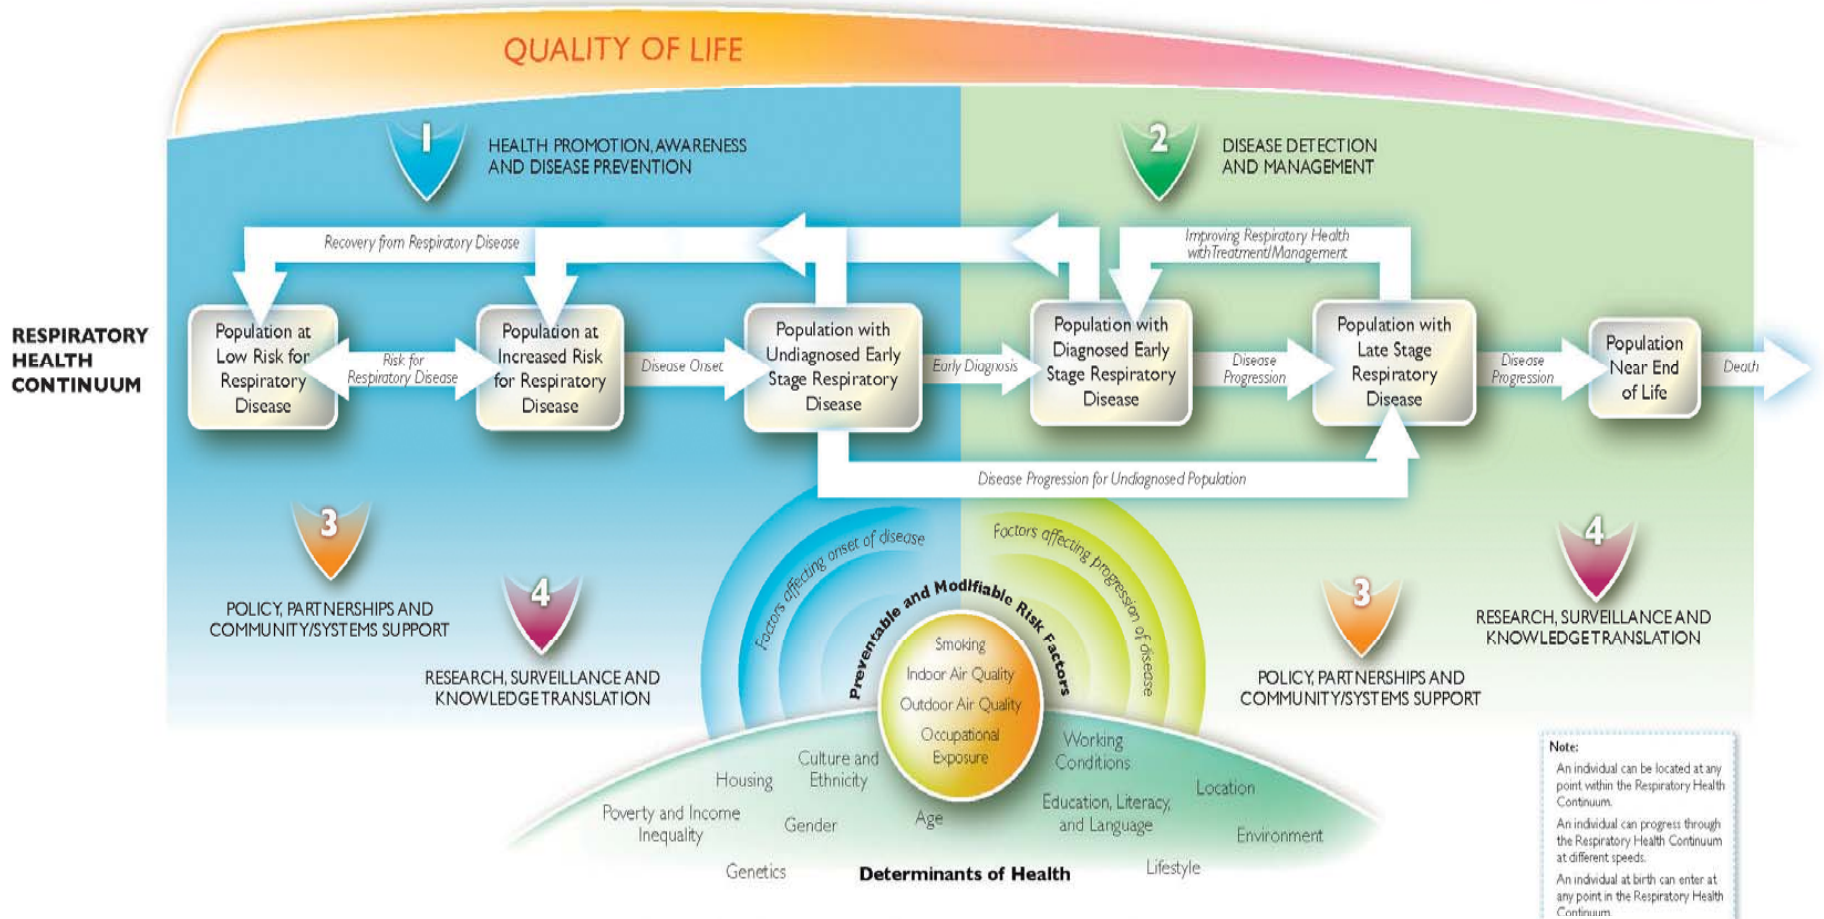 QUALITY OF LIFE
1
HEALTH PROMOTION, AWARENESS
AND DISEASE PREVENTION
2
DISEASE DETECTION
AND MANAGEMENT
Recovery from Respiratory Disease
Improving Respiratory Health
with Treatment/Management
RESPIRATORY
HEALTH
CONTINUUM
Population at
Low Risk for
Respiratory
Disease
Risk for
Respiratory Disease
Population at
Increased Risk
for Respiratory
Disease
Disease Onset
Population with
Undiagnosed Early
Stage Respiratory
Disease
Early Diagnosis
Population with
Diagnosed Early
Stage Respiratory
Disease
Disease
Progression
Population with
Late Stage
Respiratory
Disease
Disease
Progression
Population
Near End
of Life
Death
Disease Progression for Undiagnosed Population
3
POLICY, PARTNERSHIPS AND
COMMUNITY/SYSTEMS SUPPORT
4
RESEARCH, SURVEILLANCE AND
KNOWLEDGE TRANSLATION
Factors affecting onset of disease
Factors affecting progression of disease
Preventable and Modifiable Risk Factors
Smoking
Indoor Air Quality
Outdoor Air Quality
Occupational
Exposure
3
POLICY, PARTNERSHIPS AND
COMMUNITY/SYSTEMS SUPPORT
4
RESEARCH, SURVEILLANCE AND
KNOWLEDGE TRANSLATION
Housing
Culture and
Ethnicity
Working
Conditions
Location
Poverty and Income
Inequality
Gender
Age
Education, Literacy,
and Language
Environment
Genetics
Determinants of Health
Lifestyle
Note:
An individual can be located at any
point within the Respiratory Health
Continuum.
An individual can progress through
the Respiratory Health Continuum
at different speeds.
An individual at birth can enter at
any point in the Respiratory Health
Continuum.